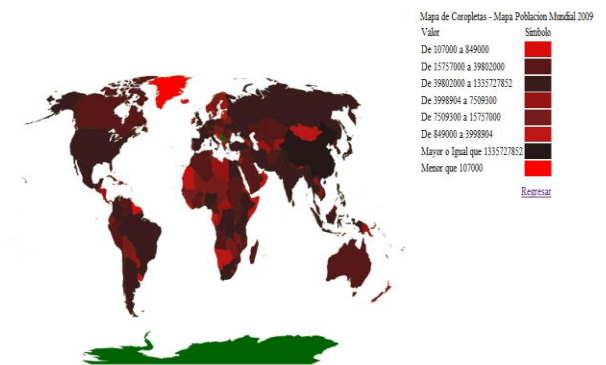 Mapa de Coropletas - Mapa Poblacion Mundial 2009
Valor Simbolo
De 107000 a 849000
De 15757000 a 39802000
De 39802000 a 1335727852
De 3998904 a 7509300
De 7509300 a 15757000
De 849000 a 3998904
Mayor o Igual que 1335727852
Menor que 107000
Regresar